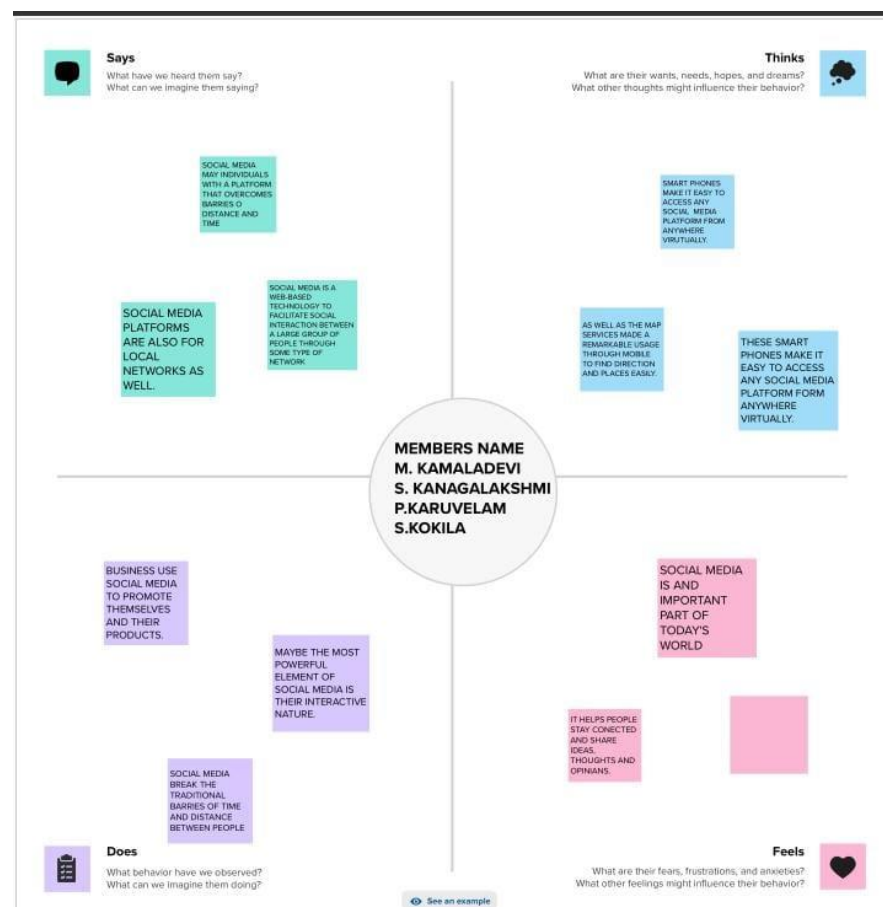 Says
What have we heard them say?
What can we imagine them saying?
Thinks
What are their wants, needs, hopes, and dreams?
What other thoughts might influence their behavior?
SOCIAL MEDIA
MAY INDIVIDUALS
WITH A PLATFORM
THAT OVERCOMES
BARRIES O
DISTANCE AND
TIME
SOCIAL MEDIA
PLATFORMS
ARE ALSO FOR
LOCAL
NETWORKS AS
WELL.
SOCIAL MEDIA IS A
WEB-BASED
TECHNOLOGY TO
FACILITATE SOCIAL
INTERACTION BETWEEN
A LARGE GROUP OF
PEOPLE THROUGH
SOME TYPE OF
NETWORK
SMART PHONES
MAKE IT EASY TO
ACCESS ANY
SOCIAL MEDIA
PLATFORM FROM
ANYWHERE
VIRUTUALLY.
AS WELL AS THE MAP
SERVICES MADE A
REMARKABLE USAGE
THROUGH MOBILE
TO FIND DIRECTION
AND PLACES EASILY.
THESE SMART
PHONES MAKE IT
EASY TO ACCESS
ANY SOCIAL MEDIA
PLATFORM FORM
ANYWHERE
VIRTUALLY.
MEMBERS NAME
M. KAMALADEVI
S. KANAGALAKSHMI
P.KARUVELAM
S.KOKILA
BUSINESS USE
SOCIAL MEDIA
TO PROMOTE
THEMSELVES
AND THEIR
PRODUCTS.
MAYBE THE MOST
POWERFUL
ELEMENT OF
SOCIAL MEDIA IS
THEIR INTERACTIVE
NATURE.
SOCIAL MEDIA
BREAK THE
TRADITIONAL
BARRIES OF TIME
AND DISTANCE
BETWEEN PEOPLE
SOCIAL MEDIA
IS AND
IMPORTANT
PART OF
TODAY'S
WORLD
IT HELPS PEOPLE
STAY CONECTED
AND SHARE
IDEAS,
THOUGHTS AND
OPINIANS.
Does
What behavior have we observed?
What can we imagine them doing?
Feels
What are their fears, frustrations, and anxieties?
What other feelings might influence their behavior?
See an example